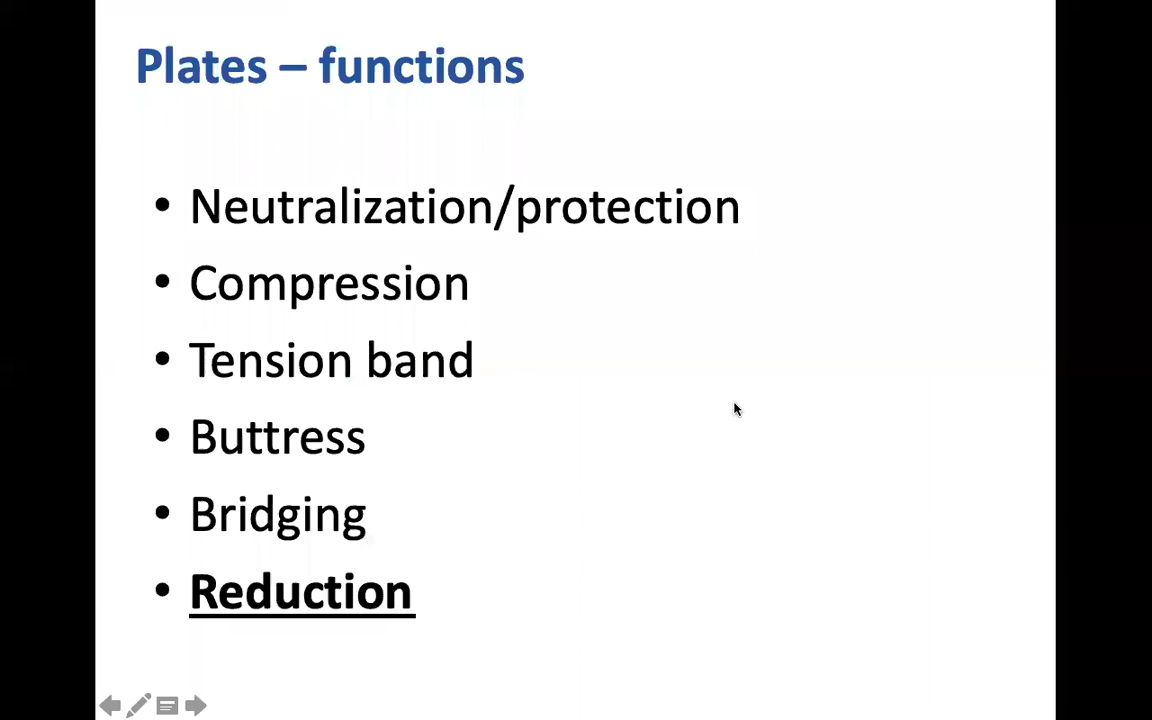 Plates – functions
• Neutralization/protection
• Compression
• Tension band
• Buttress
• Bridging
• Reduction